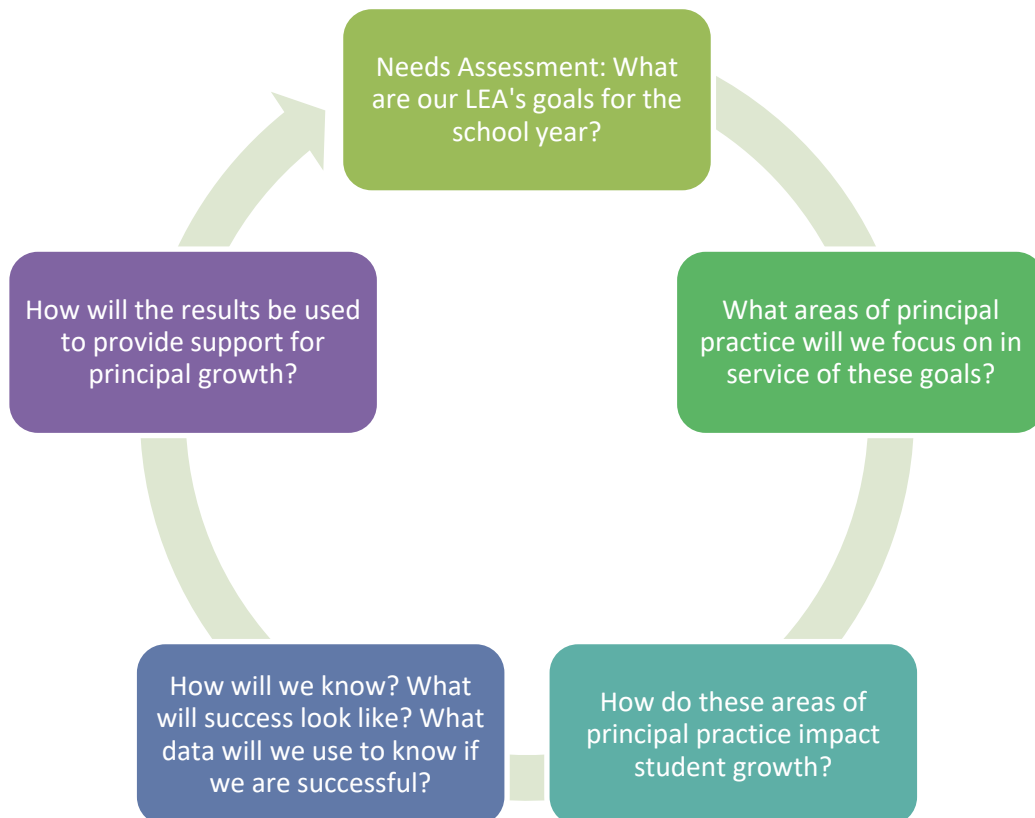 Needs Assessment: What
are our LEA's goals for the
school year?
What areas of principal
practice will we focus on in
service of these goals?
How do these areas of
principal practice impact
student growth?
How will we know? What
will success look like? What
data will we use to know if
we are successful?
How will the results be used
to provide support for
principal growth?